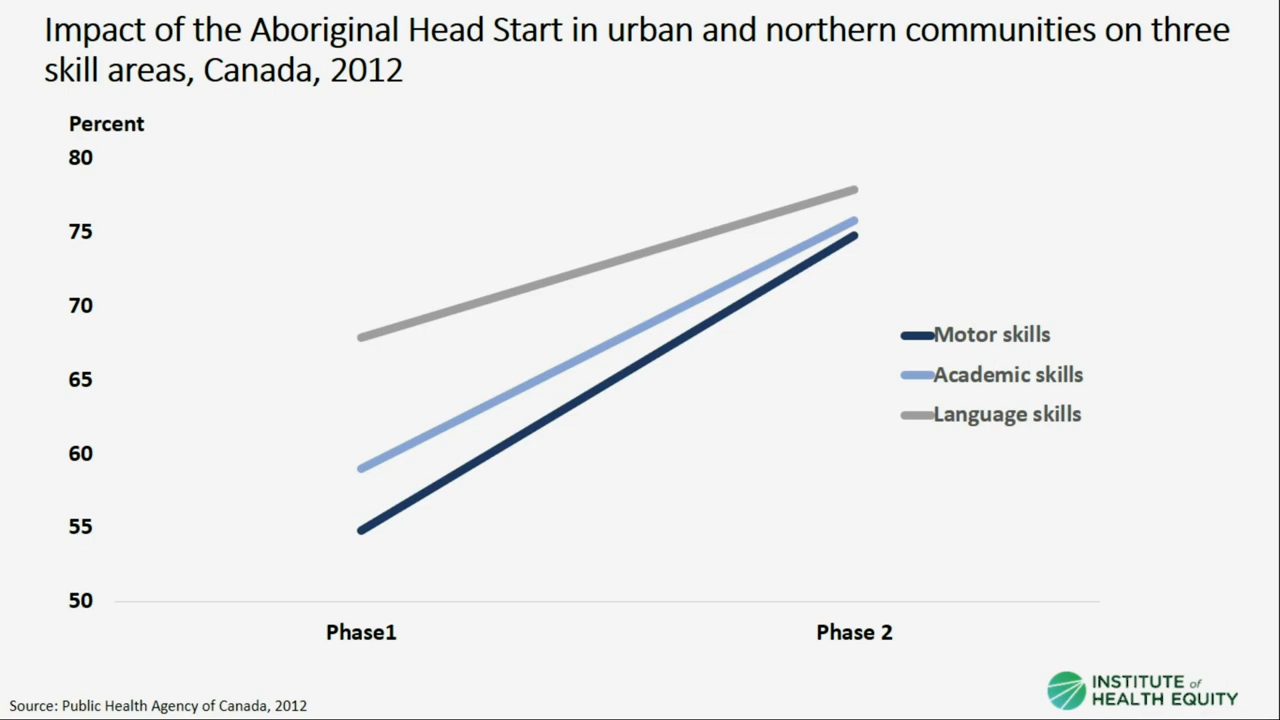 Impact of the Aboriginal Head Start in urban and northern communities on three
skill areas, Canada, 2012
Percent
80
75
70
65
60
55
50
Motor skills
Academic skills
Language skills
Phase1
Phase 2
Source: Public Health Agency of Canada, 2012
INSTITUTE of
HEALTH EQUITY